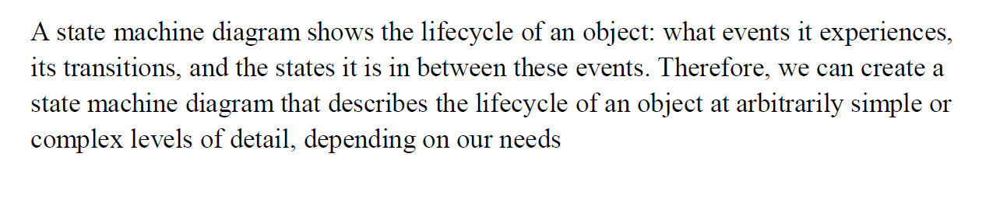 A state machine diagram shows the lifecycle of an object: what events it experiences,
its transitions, and the states it is in between these events. Therefore, we can create a
state machine diagram that describes the lifecycle of an object at arbitrarily simple or
complex levels of detail, depending on our needs